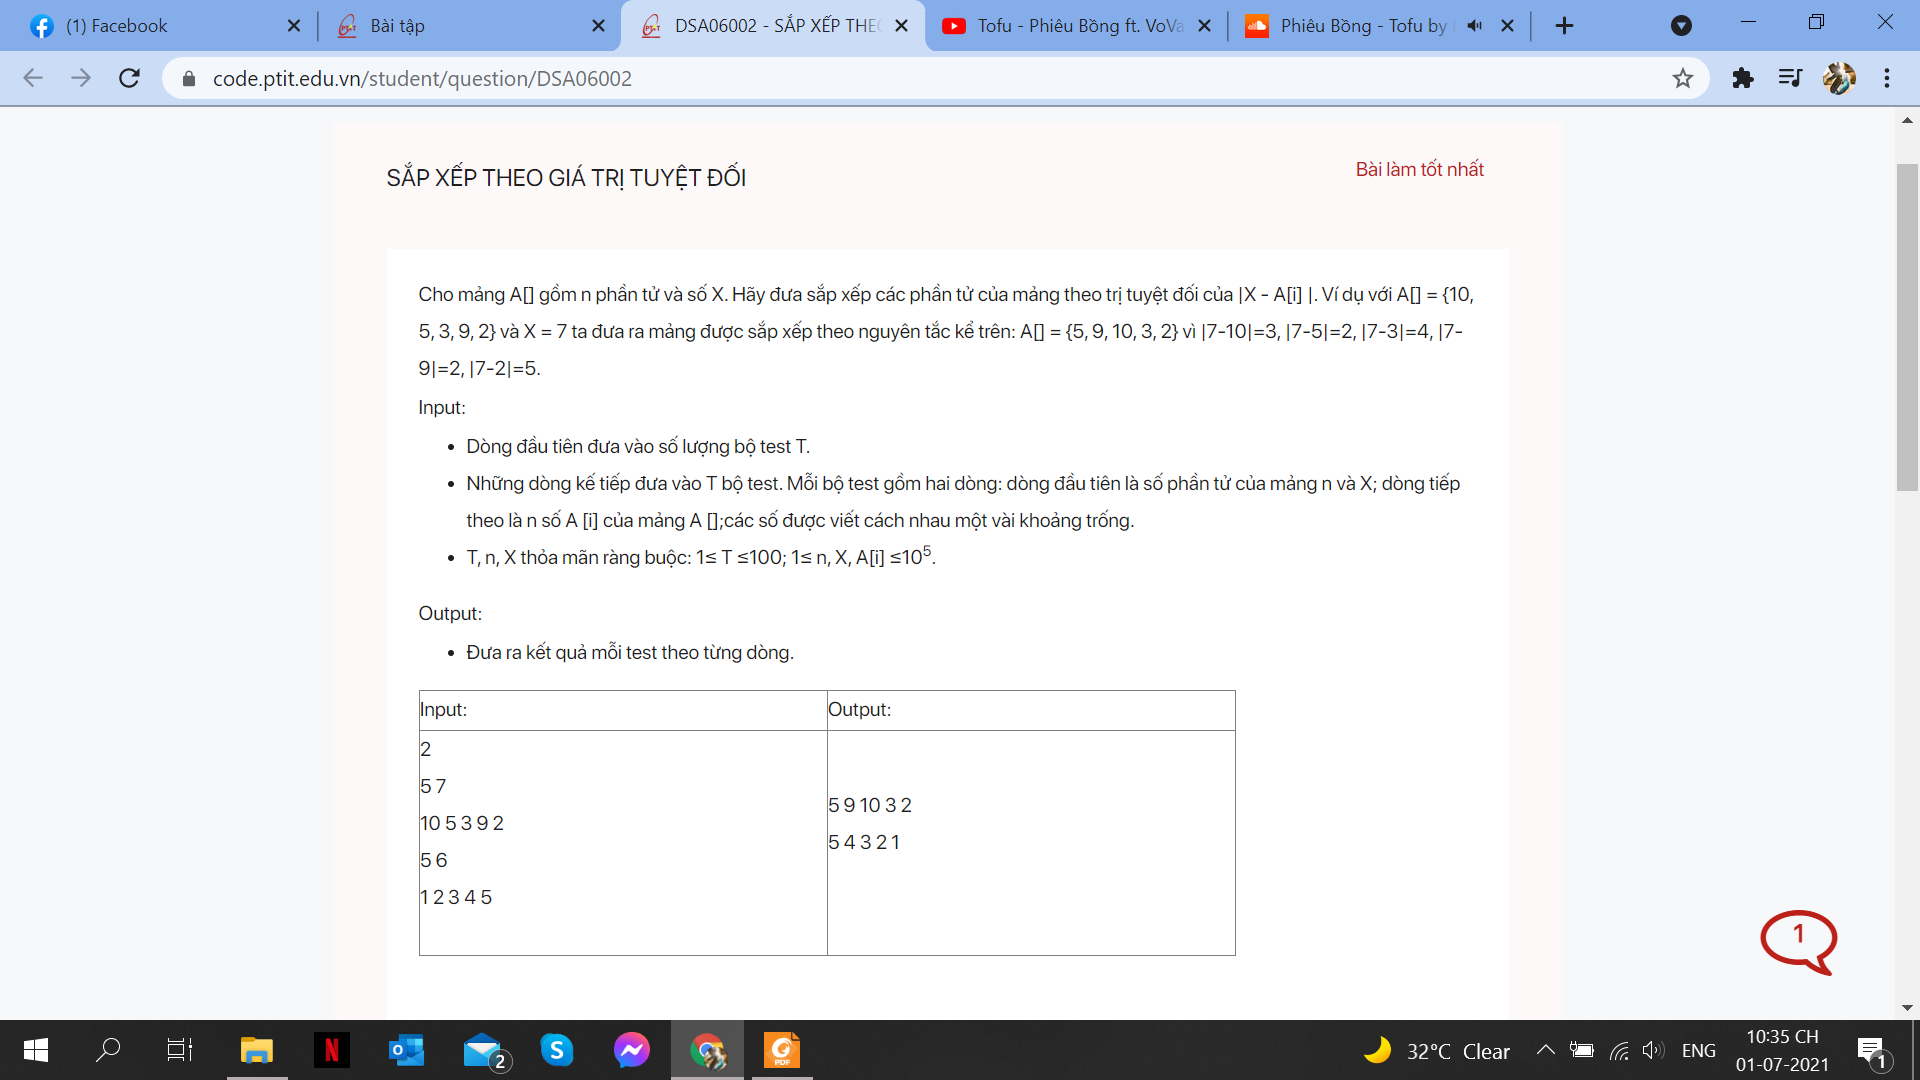 (1) Facebook
Bài tập
DSA06002 - SẮP XẾP THEO
Tofu - Phiêu Bồng ft. VoVa
Phiêu Bồng - Tofu by
code.ptit.edu.vn/student/question/DSA06002
SẮP XẾP THEO GIÁ TRỊ TUYỆT ĐỐI
Bài làm tốt nhất
Cho mảng A[] gồm n phần tử và số X. Hãy đưa sắp xếp các phần tử của mảng theo trị tuyệt đối của |X - A[i] |. Ví dụ với A[] = {10,
5, 3, 9, 2} và X = 7 ta đưa ra mảng được sắp xếp theo nguyên tắc kể trên: A[] = {5, 9, 10, 3, 2} vì |7-10|=3, |7-5|=2, |7-3|=4, |7-
9|=2, |7-2|=5.
Input:
• Dòng đầu tiên đưa vào số lượng bộ test T.
• Những dòng kế tiếp đưa vào T bộ test. Mỗi bộ test gồm hai dòng: dòng đầu tiên là số phần tử của mảng n và X; dòng tiếp
theo là n số A [i] của mảng A [];các số được viết cách nhau một vài khoảng trống.
• T, n, X thỏa mãn ràng buộc: 1≤ T ≤100; 1≤ n, X, A[i] ≤10⁵.
Output:
• Đưa ra kết quả mỗi test theo từng dòng.
Input:
Output:
2
5 7
10 5 3 9 2
5 6
1 2 3 4 5
5 9 10 3 2
5 4 3 2 1
1
2
PDF
32°C Clear
ENG
10:35 CH
01-07-2021
1